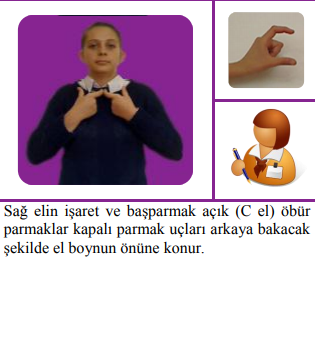 Sağ elin işaret ve başparmak açık (C el) öbür
parmaklar kapalı parmak uçları arkaya bakacak
şekilde el boynun önüne konur.